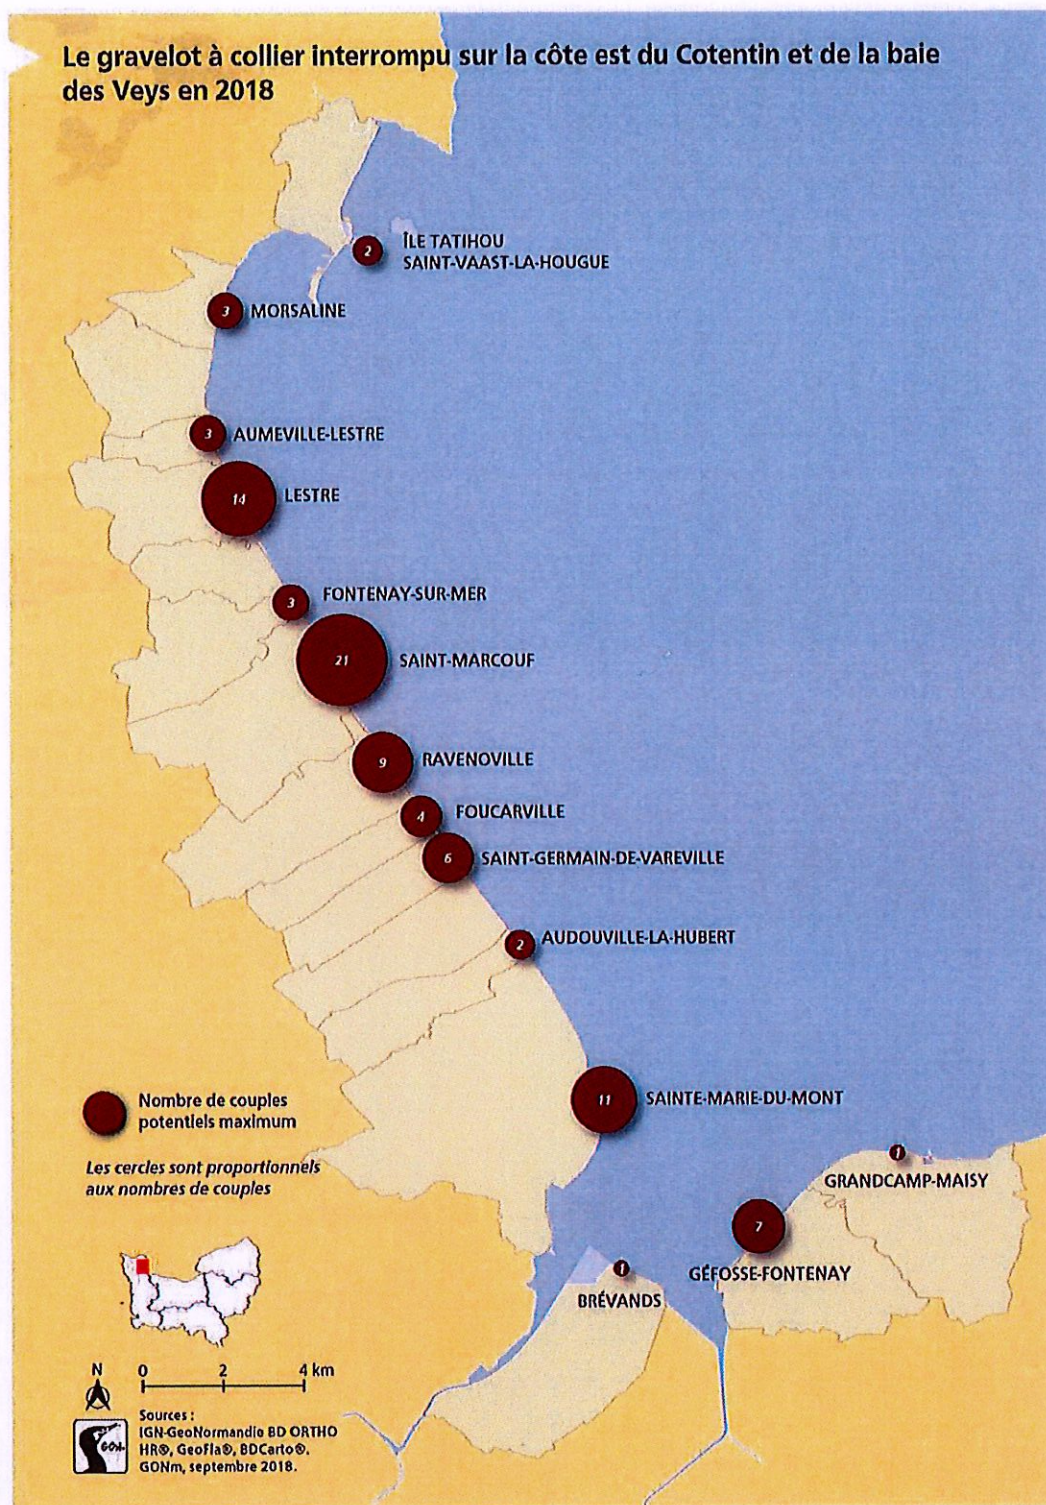 Le gravelot à collier interrompu sur la côte est du Cotentin et de la baie
des Veys en 2018
2
ÎLE TATIHOU
SAINT-VAAST-LA-HOUGUE
3
MORSALINE
3
AUMEVILLE-LESTRE
14
LESTRE
3
FONTENAY-SUR-MER
21
SAINT-MARCOUF
9
RAVENOVILLE
4
FOUCARVILLE
6
SAINT-GERMAIN-DE-VAREVILLE
2
AUDOUVILLE-LA-HUBERT
11
SAINTE-MARIE-DU-MONT
1
GRANDCAMP-MAISY
7
GÉFOSSE-FONTENAY
1
BRÉVANDS
Nombre de couples
potentiels maximum
Les cercles sont proportionnels
aux nombres de couples
N
0 2 4 km
Sources :
IGN-GeoNormandie BD ORTHO
HR®, GeoFla®, BDCarto®.
GONm, septembre 2018.
GONm